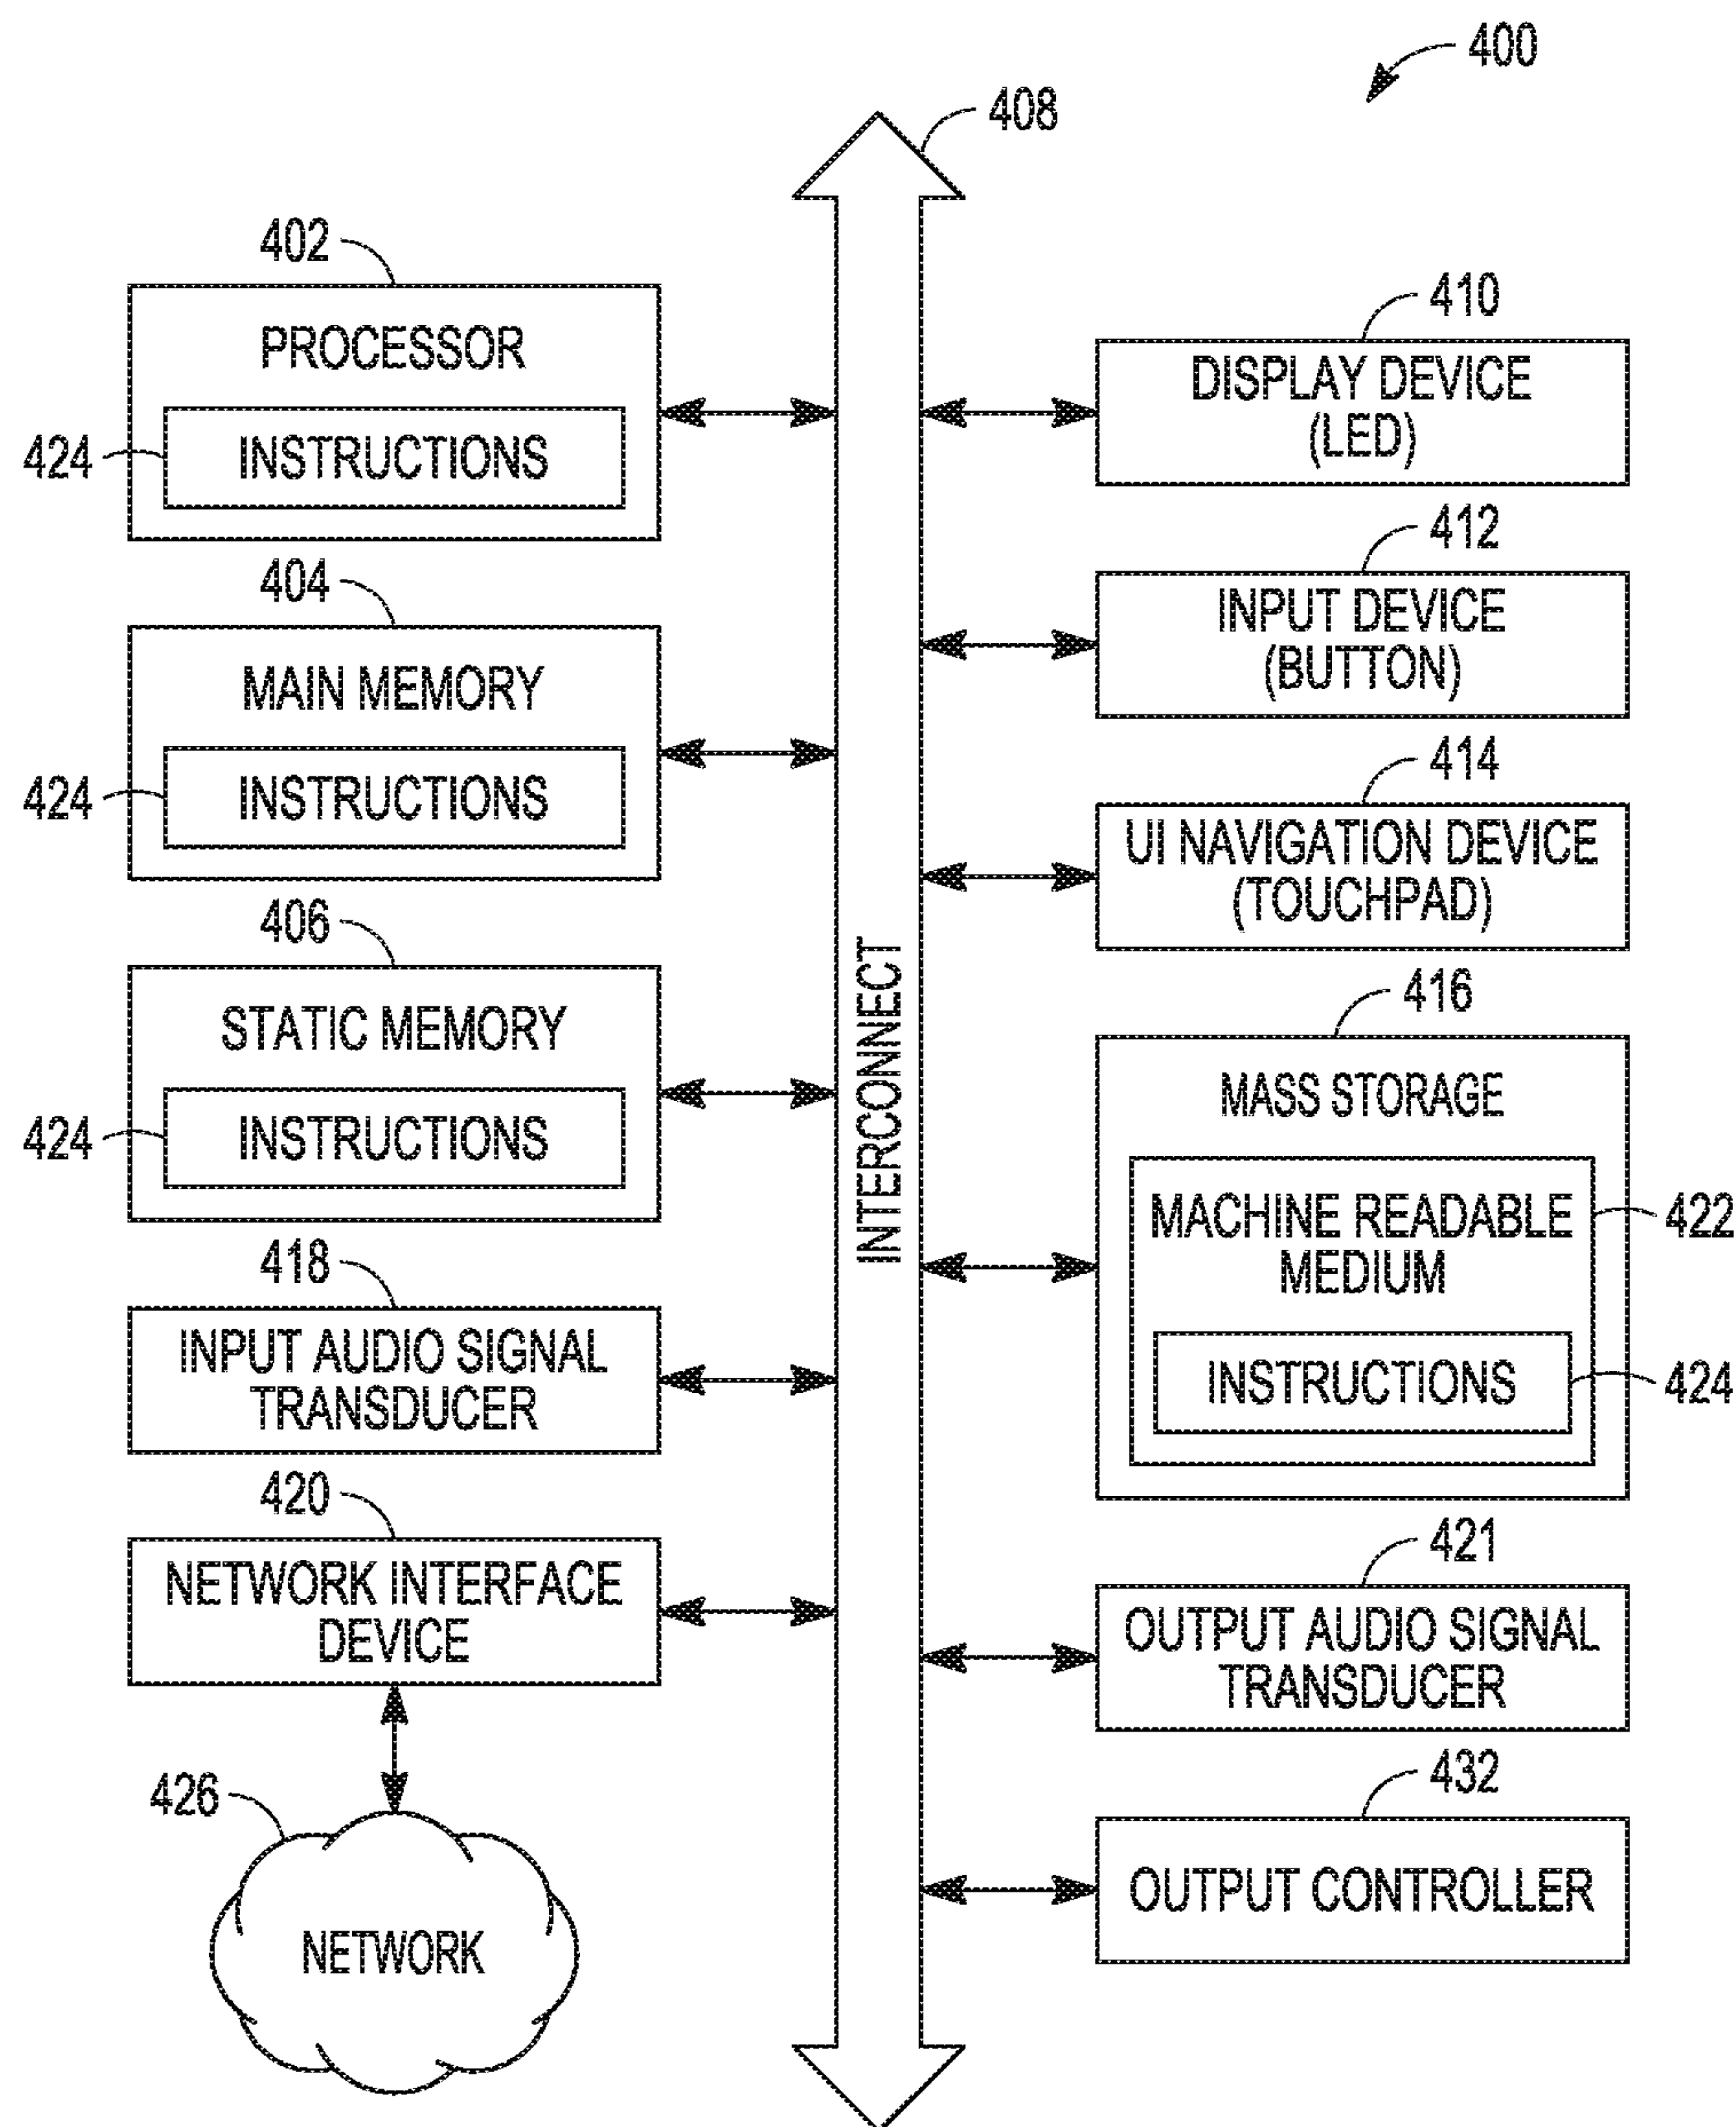 400
408
402
PROCESSOR
424
INSTRUCTIONS
404
MAIN MEMORY
424
INSTRUCTIONS
406
STATIC MEMORY
424
INSTRUCTIONS
418
INPUT AUDIO SIGNAL
TRANSDUCER
420
NETWORK INTERFACE
DEVICE
426
NETWORK
INTERCONNECT
410
DISPLAY DEVICE
(LED)
412
INPUT DEVICE
(BUTTON)
414
UI NAVIGATION DEVICE
(TOUCHPAD)
416
MASS STORAGE
MACHINE READABLE
MEDIUM
422
INSTRUCTIONS
424
421
OUTPUT AUDIO SIGNAL
TRANSDUCER
432
OUTPUT CONTROLLER